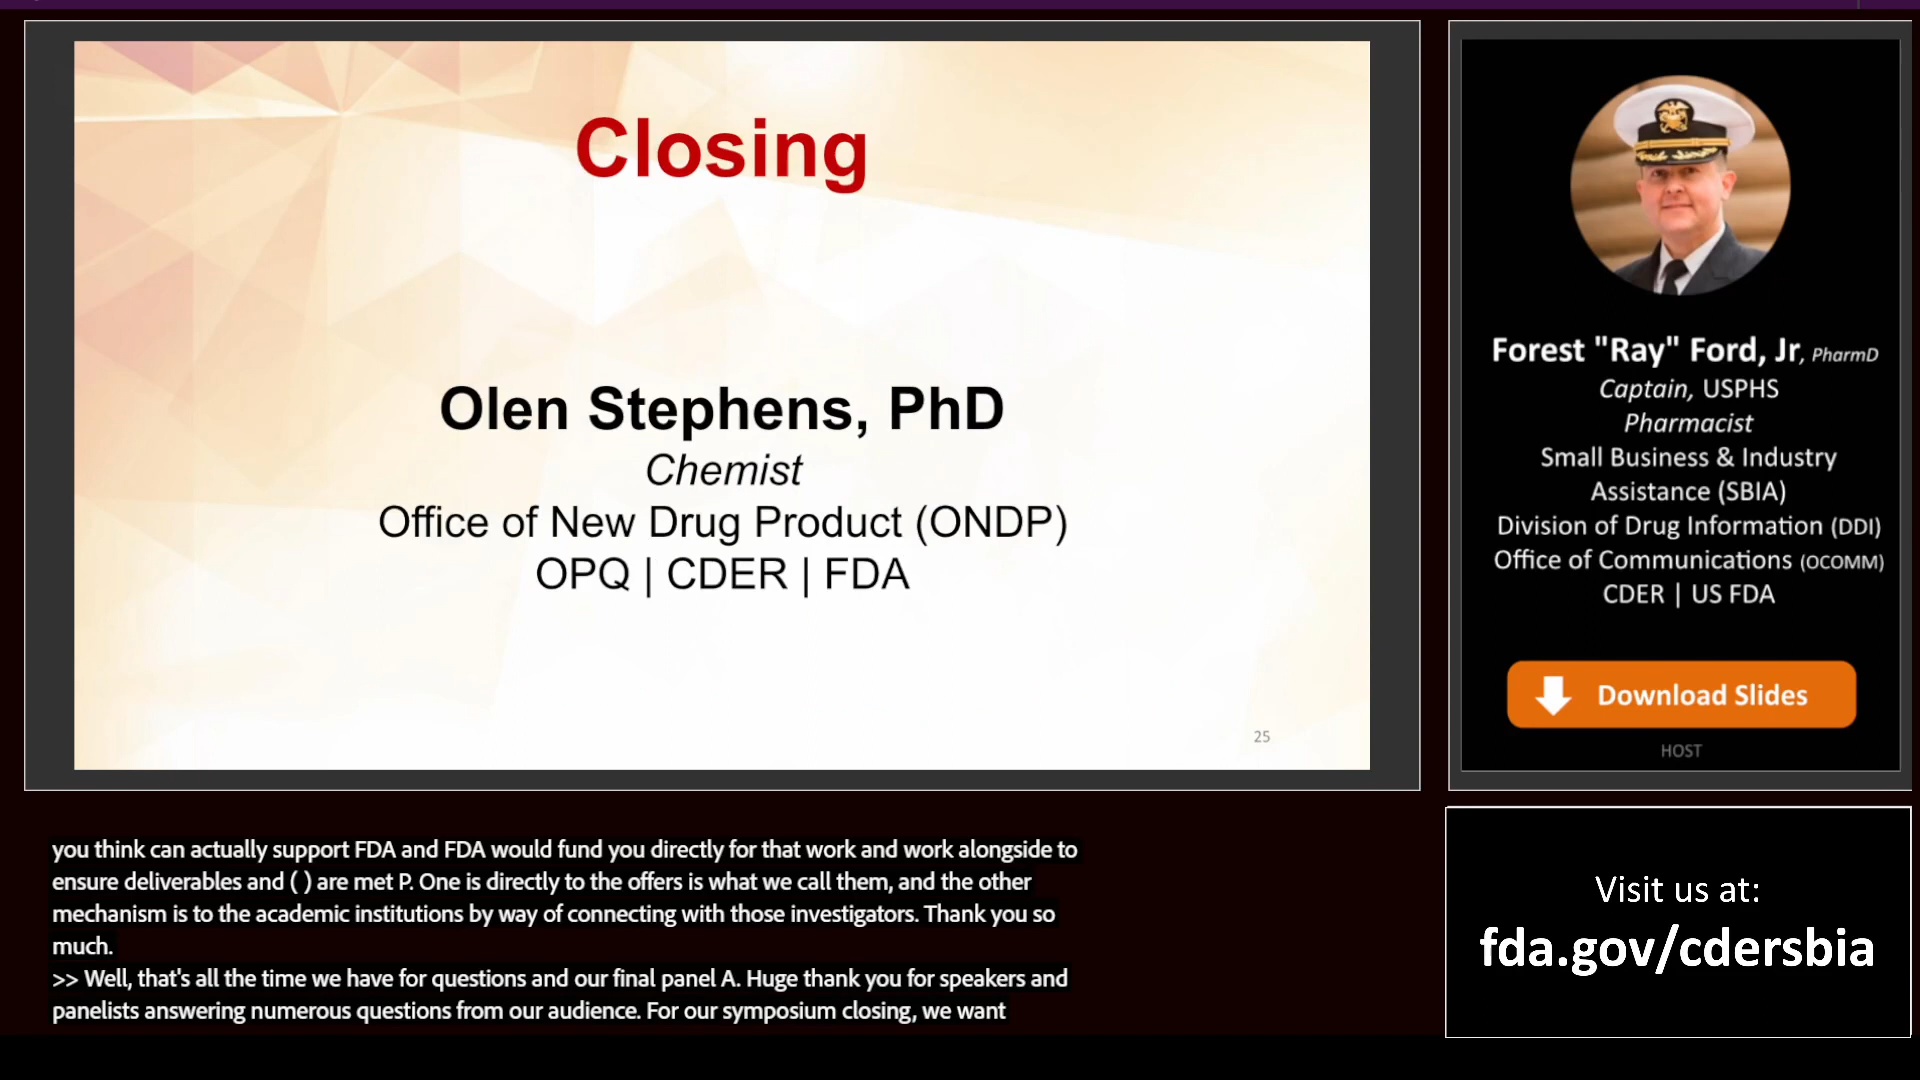 Closing
Olen Stephens, PhD
Chemist
Office of New Drug Product (ONDP)
OPQ | CDER | FDA
25
Forest "Ray" Ford, Jr, PharmD
Captain, USPHS
Pharmacist
Small Business & Industry
Assistance (SBIA)
Division of Drug Information (DDI)
Office of Communications (OCOMM)
CDER | US FDA
Download Slides
HOST
you think can actually support FDA and FDA would fund you directly for that work and work alongside to
ensure deliverables and ( ) are met P. One is directly to the offers is what we call them, and the other
mechanism is to the academic institutions by way of connecting with those investigators. Thank you so
much.
>> Well, that's all the time we have for questions and our final panel A. Huge thank you for speakers and
panelists answering numerous questions from our audience. For our symposium closing, we want
Visit us at:
fda.gov/cdersbia